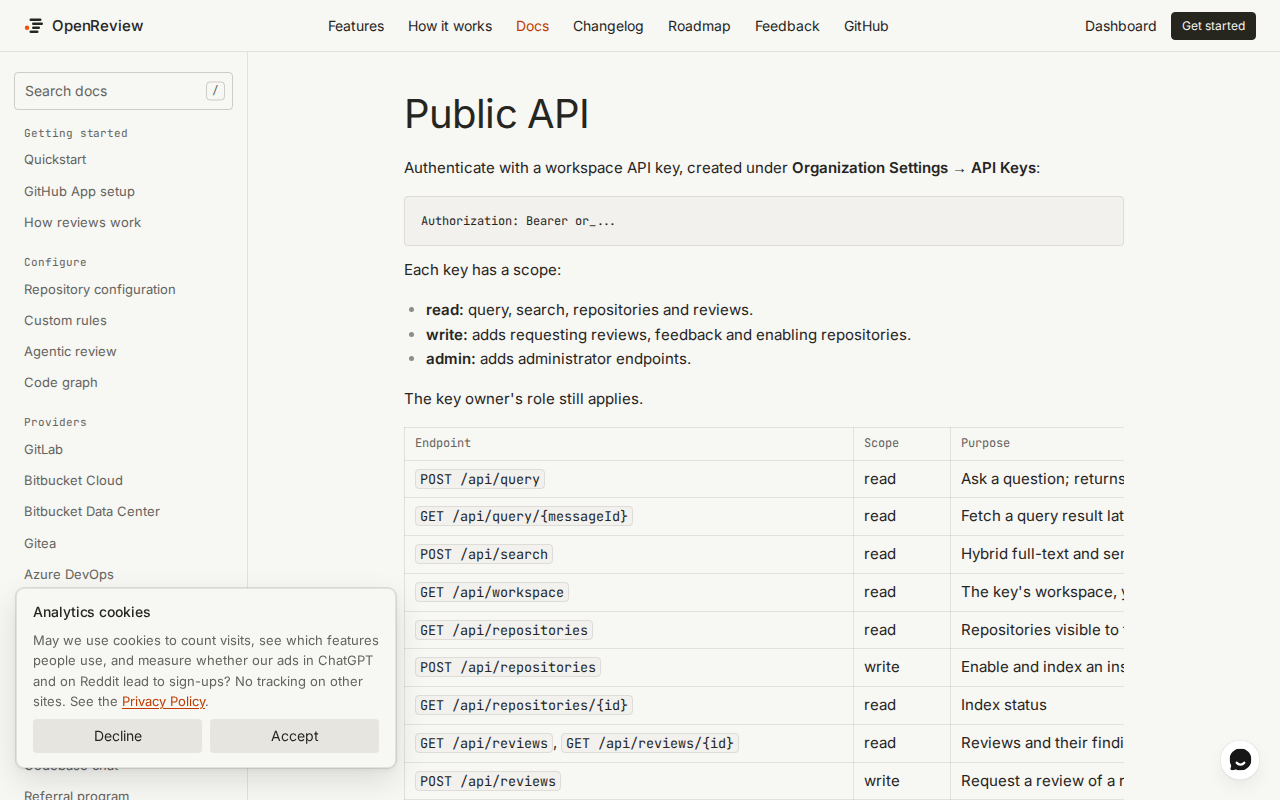 OpenReview
Features
How it works
Docs
Changelog
Roadmap
Feedback
GitHub
Dashboard
Get started
Search docs
/
Getting started
Quickstart
GitHub App setup
How reviews work
Configure
Repository configuration
Custom rules
Agentic review
Code graph
Providers
GitLab
Bitbucket Cloud
Bitbucket Data Center
Gitea
Azure DevOps
Referral program
Public API
Authenticate with a workspace API key, created under Organization Settings → API Keys:
Authorization: Bearer or_...
Each key has a scope:
read: query, search, repositories and reviews.
write: adds requesting reviews, feedback and enabling repositories.
admin: adds administrator endpoints.
The key owner's role still applies.
Endpoint Scope Purpose
POST /api/query read Ask a question; returns
GET /api/query/{messageId} read Fetch a query result lat
POST /api/search read Hybrid full-text and ser
GET /api/workspace read The key's workspace,
GET /api/repositories read Repositories visible to
POST /api/repositories write Enable and index an ins
GET /api/repositories/{id} read Index status
GET /api/reviews, GET /api/reviews/{id} read Reviews and their findi
POST /api/reviews write Request a review of a r
Analytics cookies
May we use cookies to count visits, see which features
people use, and measure whether our ads in ChatGPT
and on Reddit lead to sign-ups? No tracking on other
sites. See the Privacy Policy.
Decline
Accept